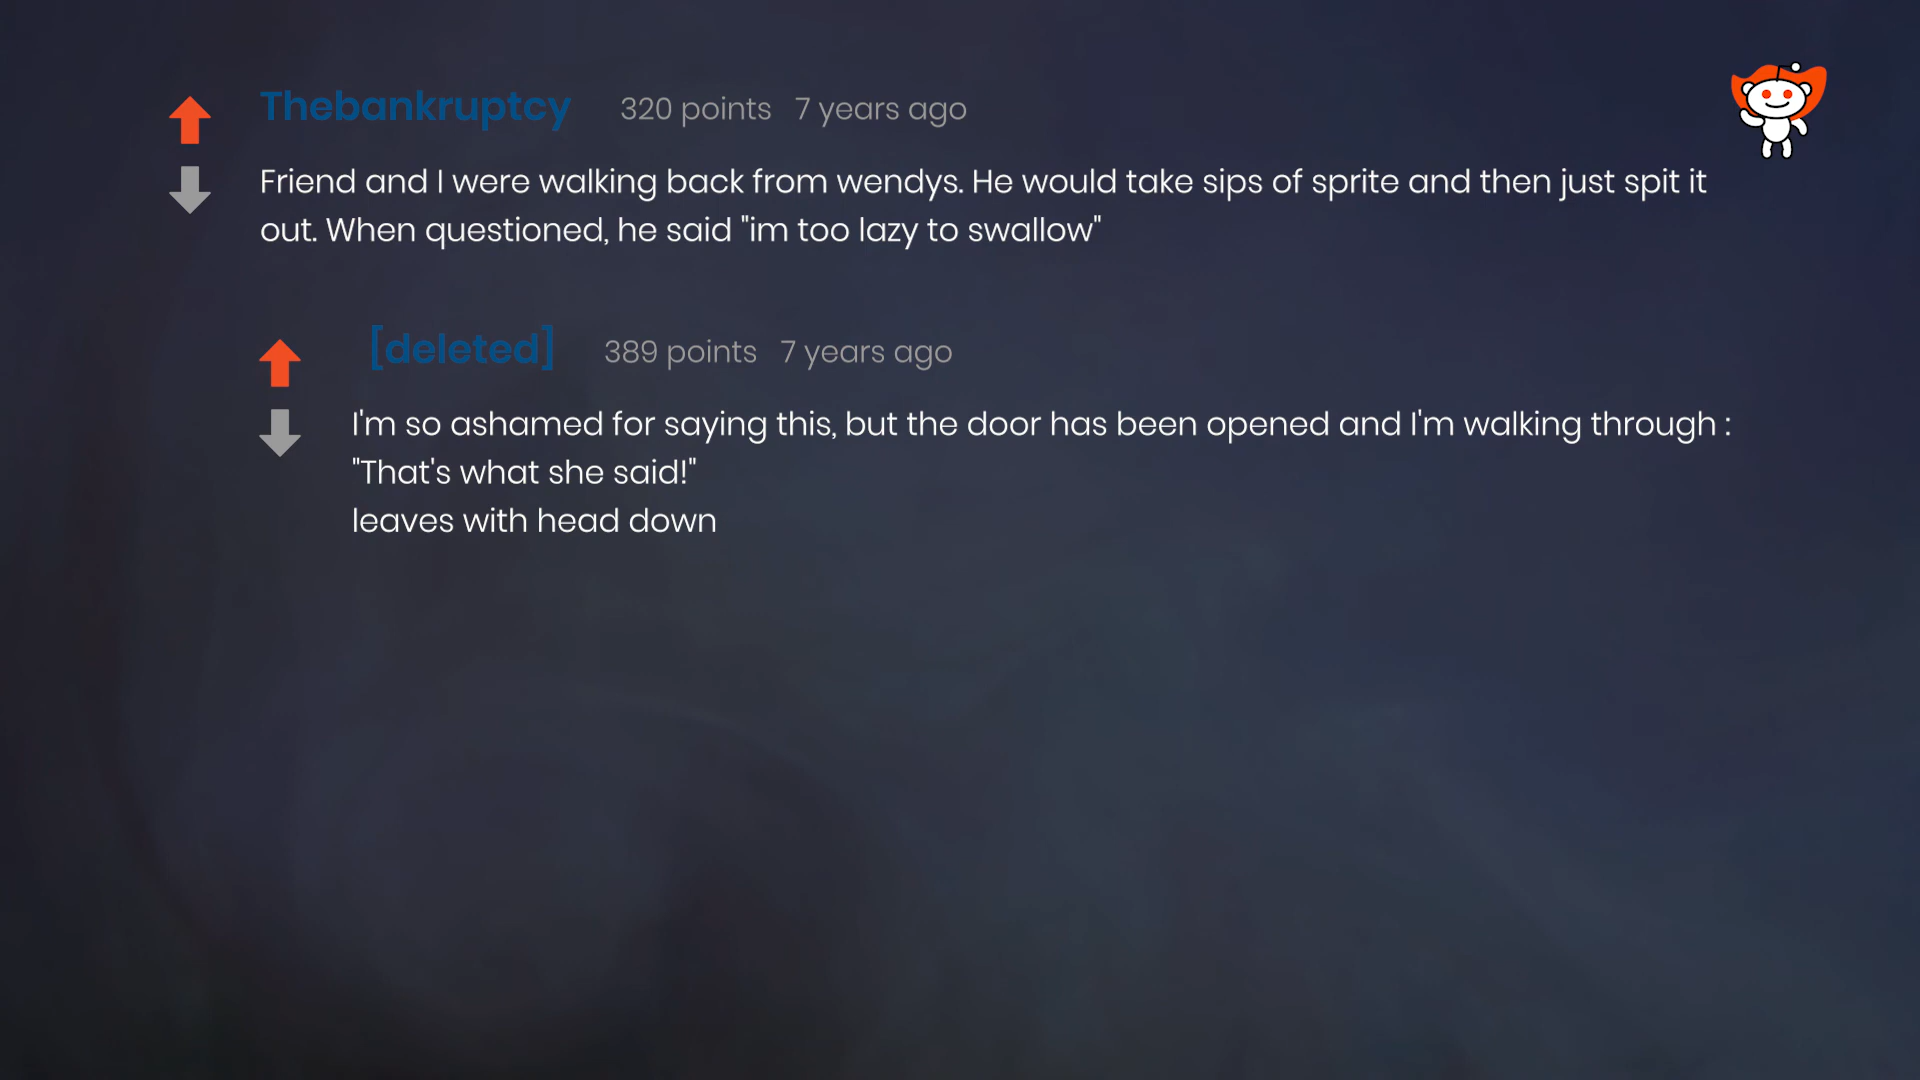 Thebankruptcy 320 points 7 years ago
Friend and I were walking back from wendys. He would take sips of sprite and then just spit it
out. When questioned, he said "im too lazy to swallow"
[deleted] 389 points 7 years ago
I'm so ashamed for saying this, but the door has been opened and I'm walking through :
"That's what she said!"
leaves with head down